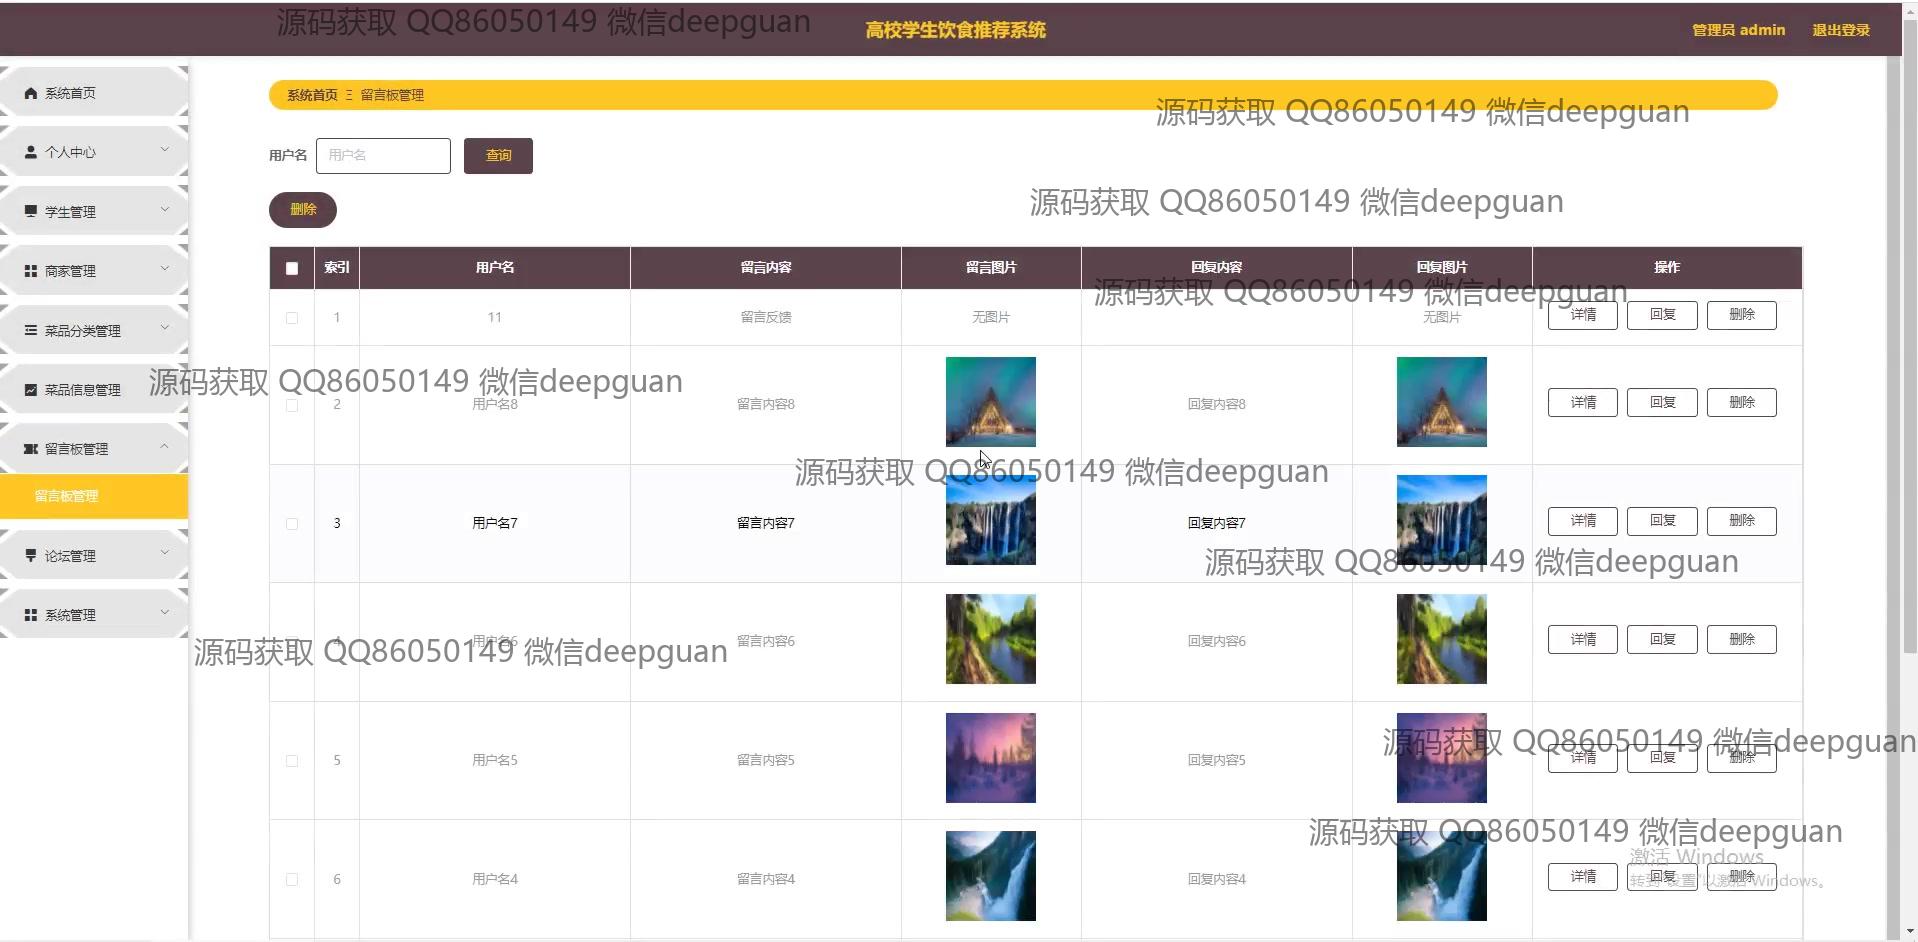 源码获取 QQ86050149 微信deepguan
高校学生饮食推荐系统
管理员 admin
退出登录
系统首页
个人中心
学生管理
商家管理
菜品分类管理
菜品信息管理
留言板管理
留言板管理
论坛管理
系统管理
系统首页 留言板管理
源码获取 QQ86050149 微信deepguan
用户名 用户名 查询
源码获取 QQ86050149 微信deepguan
删除
索引 用户名 留言内容 留言图片 回复内容 回复图片 操作
源码获取 QQ86050149 微信deepguan
1 11 留言反馈 无图片 无图片 详情 回复 删除
源码获取 QQ86050149 微信deepguan
2 用户名8 留言内容8 回复内容8 详情 回复 删除
源码获取 QQ86050149 微信deepguan
3 用户名7 留言内容7 回复内容7 详情 回复 删除
源码获取 QQ86050149 微信deepguan
4 用户名6 留言内容6 回复内容6 详情 回复 删除
源码获取 QQ86050149 微信deepguan
源码获取 QQ86050149 微信deepguan
5 用户名5 留言内容5 回复内容5 详情 回复 删除
源码获取 QQ86050149 微信deepguan
激活 Windows
6 用户名4 留言内容4 回复内容4 详情 回复 删除
转到"设置"以激活 Windows。